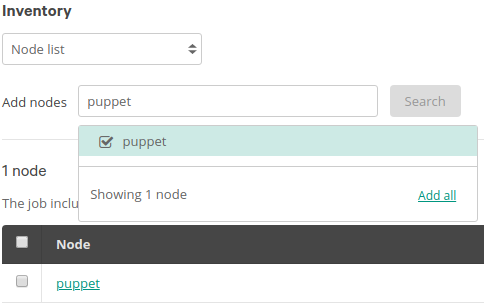 Inventory
Node list
Add nodes puppet Search
puppet
Showing 1 node Add all
1 node
The job inclu
Node
puppet